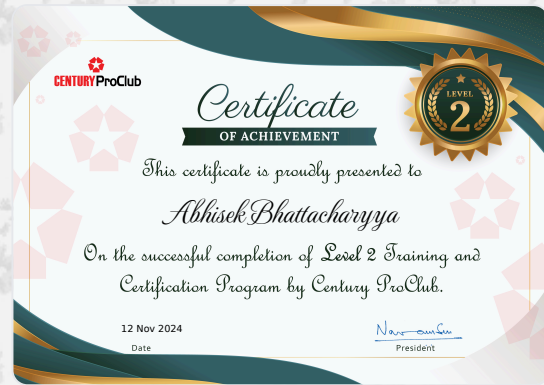 CENTURY ProClub
LEVEL
2
Certificate
OF ACHIEVEMENT
This certificate is proudly presented to
Abhisek Bhattacharyya
On the successful completion of Level 2 Training and
Certification Program by Century ProClub.
12 Nov 2024
Date
President